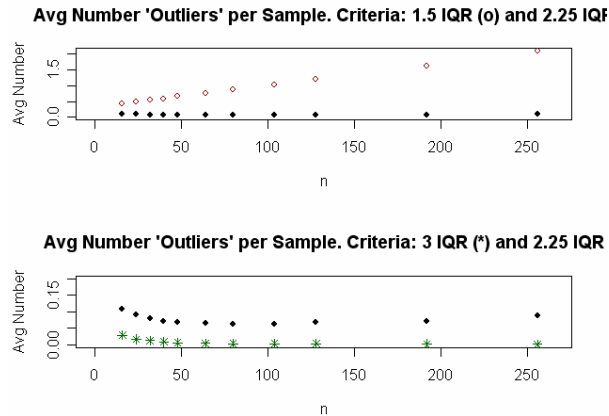 Avg Number 'Outliers' per Sample. Criteria: 1.5 IQR (o) and 2.25 IQR
Avg Number
1.5
0.0
0 50 100 150 200 250
n
Avg Number 'Outliers' per Sample. Criteria: 3 IQR (*) and 2.25 IQR
Avg Number
0.15
0.00
0 50 100 150 200 250
n